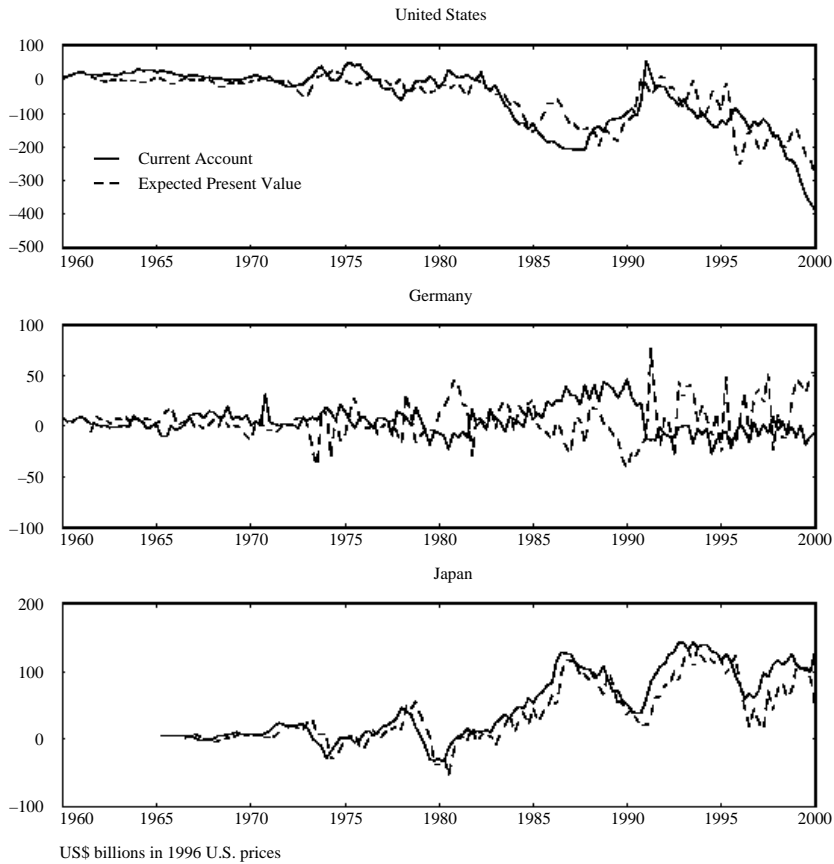 United States
100
0
–100
–200
–300
–400
–500
Current Account
Expected Present Value
1960 1965 1970 1975 1980 1985 1990 1995 2000
Germany
100
50
0
–50
–100
1960 1965 1970 1975 1980 1985 1990 1995 2000
Japan
200
100
0
–100
1960 1965 1970 1975 1980 1985 1990 1995 2000
US$ billions in 1996 U.S. prices